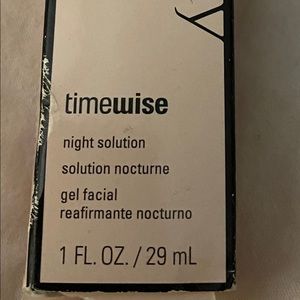 y
timewise
night solution
solution nocturne
gel facial
reafirmante nocturno
1 FL. OZ. / 29 mL